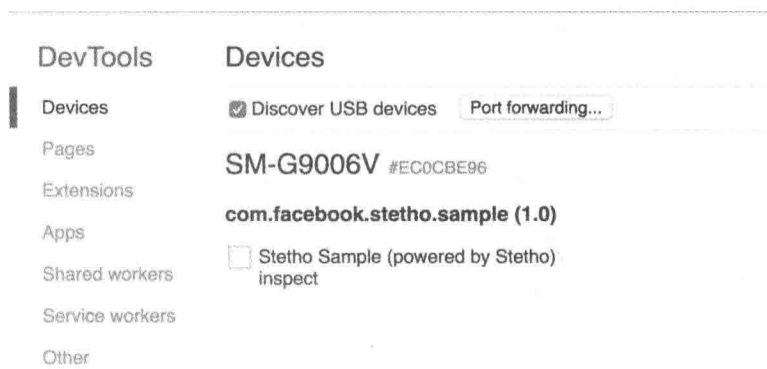 DevTools
Devices
Pages
Extensions
Apps
Shared workers
Service workers
Other
Devices
Discover USB devices Port forwarding...
SM-G9006V #EC0CBE96
com.facebook.stetho.sample (1.0)
Stetho Sample (powered by Stetho)
inspect